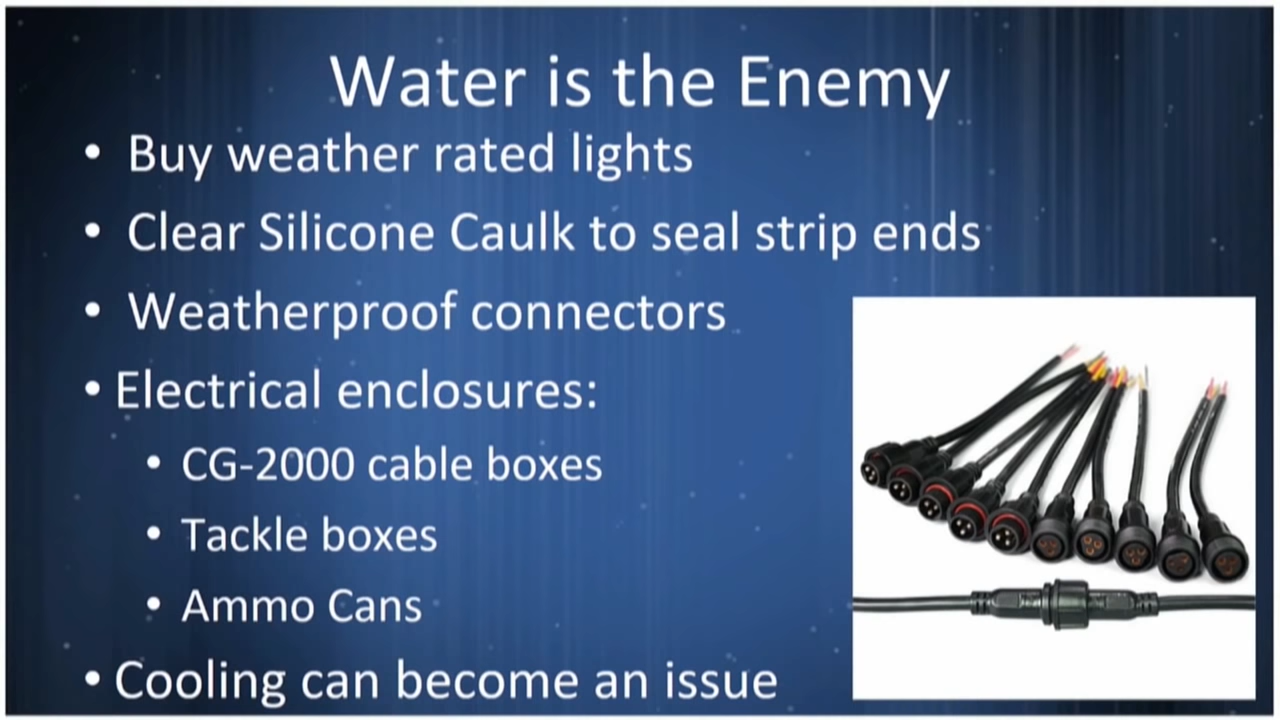 Water is the Enemy
• Buy weather rated lights
• Clear Silicone Caulk to seal strip ends
• Weatherproof connectors
• Electrical enclosures:
• CG-2000 cable boxes
• Tackle boxes
• Ammo Cans
• Cooling can become an issue